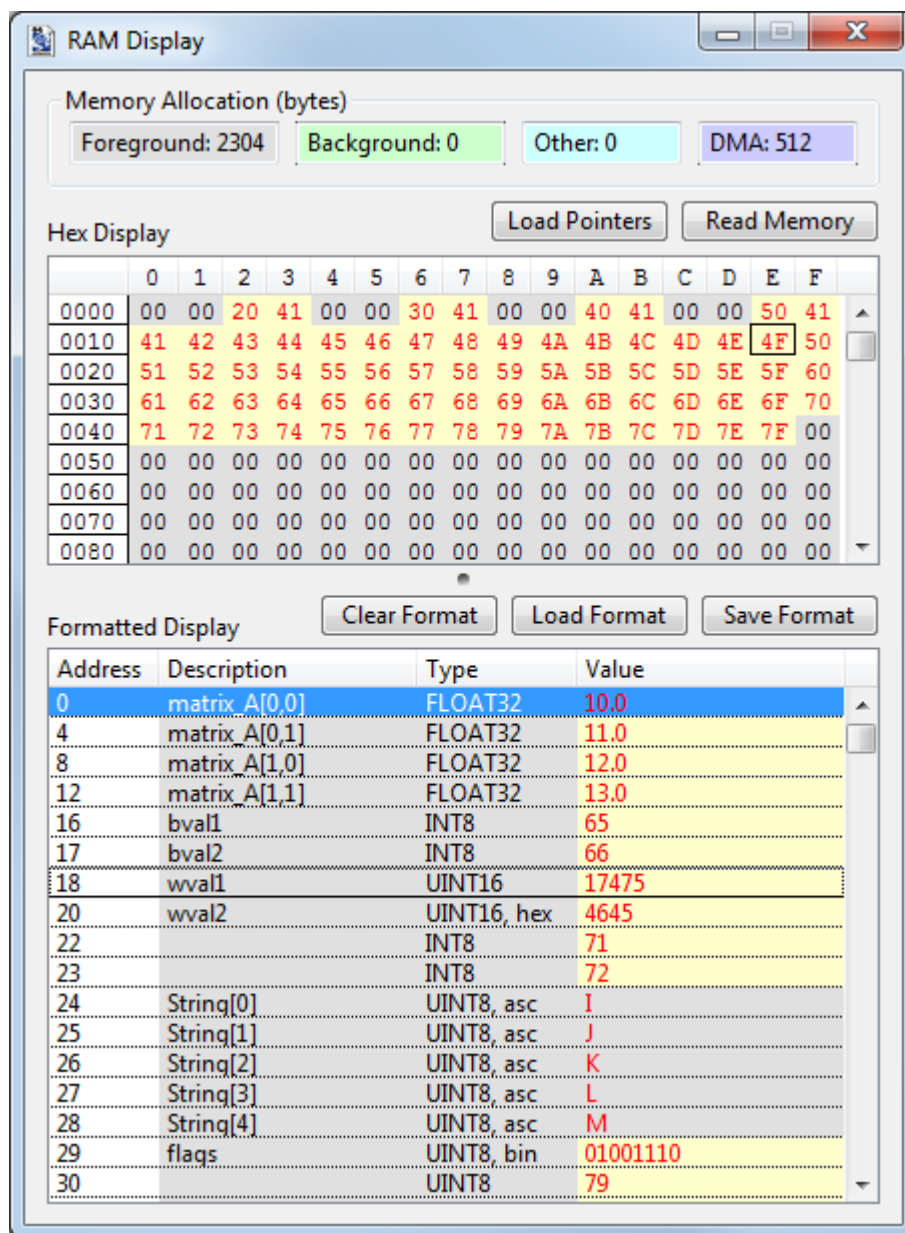 RAM Display
Memory Allocation (bytes)
Foreground: 2304 Background: 0 Other: 0 DMA: 512
Hex Display Load Pointers Read Memory
0 1 2 3 4 5 6 7 8 9 A B C D E F
0000 00 00 20 41 00 00 30 41 00 00 40 41 00 00 50 41
0010 41 42 43 44 45 46 47 48 49 4A 4B 4C 4D 4E 4F 50
0020 51 52 53 54 55 56 57 58 59 5A 5B 5C 5D 5E 5F 60
0030 61 62 63 64 65 66 67 68 69 6A 6B 6C 6D 6E 6F 70
0040 71 72 73 74 75 76 77 78 79 7A 7B 7C 7D 7E 7F 00
0050 00 00 00 00 00 00 00 00 00 00 00 00 00 00 00 00
0060 00 00 00 00 00 00 00 00 00 00 00 00 00 00 00 00
0070 00 00 00 00 00 00 00 00 00 00 00 00 00 00 00 00
0080 00 00 00 00 00 00 00 00 00 00 00 00 00 00 00 00
Formatted Display Clear Format Load Format Save Format
Address Description Type Value
0 matrix_A[0,0] FLOAT32 10.0
4 matrix_A[0,1] FLOAT32 11.0
8 matrix_A[1,0] FLOAT32 12.0
12 matrix_A[1,1] FLOAT32 13.0
16 bval1 INT8 65
17 bval2 INT8 66
18 wval1 UINT16 17475
20 wval2 UINT16, hex 4645
22 INT8 71
23 INT8 72
24 String[0] UINT8, asc I
25 String[1] UINT8, asc J
26 String[2] UINT8, asc K
27 String[3] UINT8, asc L
28 String[4] UINT8, asc M
29 flags UINT8, bin 01001110
30 UINT8 79